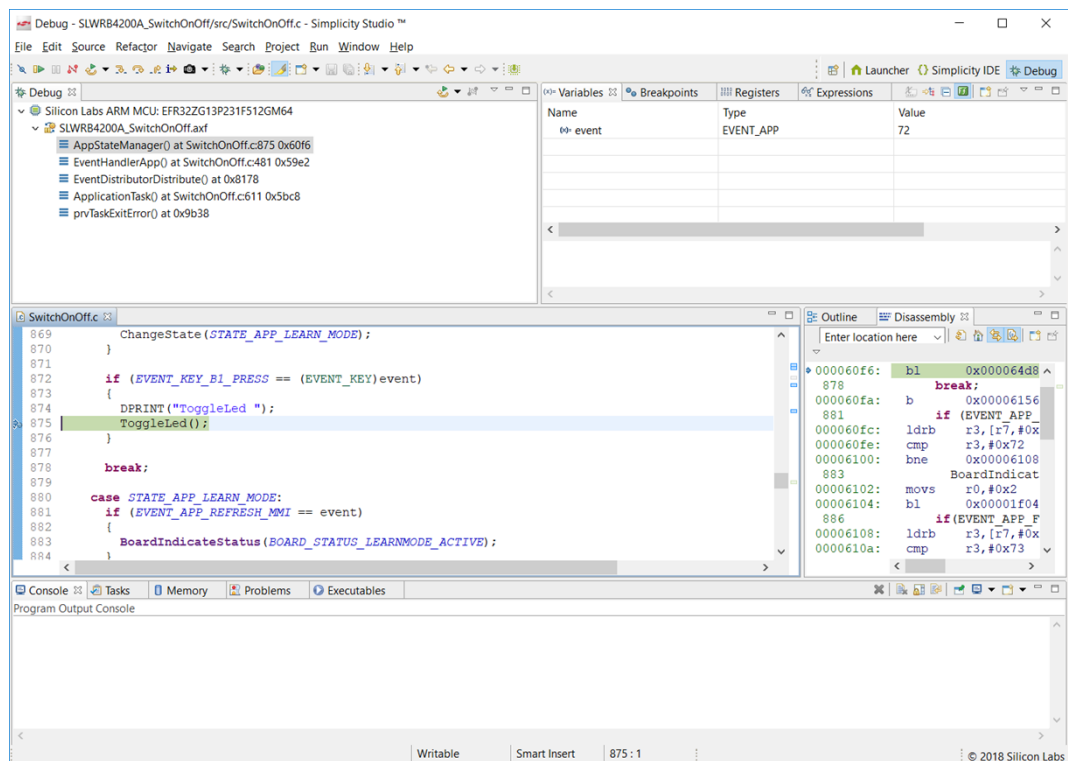 Debug - SLWRB4200A_SwitchOnOff/src/SwitchOnOff.c - Simplicity Studio ™
File Edit Source Refactor Navigate Search Project Run Window Help
Launcher {} Simplicity IDE Debug
Debug
Silicon Labs ARM MCU: EFR32ZG13P231F512GM64
SLWRB4200A_SwitchOnOff.axf
AppStateManager() at SwitchOnOff.c:875 0x60f6
EventHandlerApp() at SwitchOnOff.c:481 0x59e2
EventDistributorDistribute() at 0x8178
ApplicationTask() at SwitchOnOff.c:611 0x5bc8
prvTaskExitError() at 0x9b38
(x)= Variables Breakpoints Registers Expressions
Name Type Value
(x)= event EVENT_APP 72
SwitchOnOff.c
869 ChangeState(STATE_APP_LEARN_MODE);
870 }
871
872 if (EVENT_KEY_B1_PRESS == (EVENT_KEY)event)
873 {
874 DPRINT("ToggleLed ");
875 ToggleLed();
876 }
877
878 break;
879
880 case STATE_APP_LEARN_MODE:
881 if (EVENT_APP_REFRESH_MMI == event)
882 {
883 BoardIndicateStatus(BOARD_STATUS_LEARNMODE_ACTIVE);
884 }
Outline Disassembly
Enter location here
000060f6: bl 0x000064d8
878 break;
000060fa: b 0x00006156
881 if (EVENT_APP_
000060fc: ldrb r3,[r7,#0x
000060fe: cmp r3,#0x72
00006100: bne 0x00006108
883 BoardIndicat
00006102: movs r0,#0x2
00006104: bl 0x00001f04
886 if(EVENT_APP_F
00006108: ldrb r3,[r7,#0x
0000610a: cmp r3,#0x73
Console Tasks Memory Problems Executables
Program Output Console
Writable Smart Insert 875 : 1
© 2018 Silicon Labs